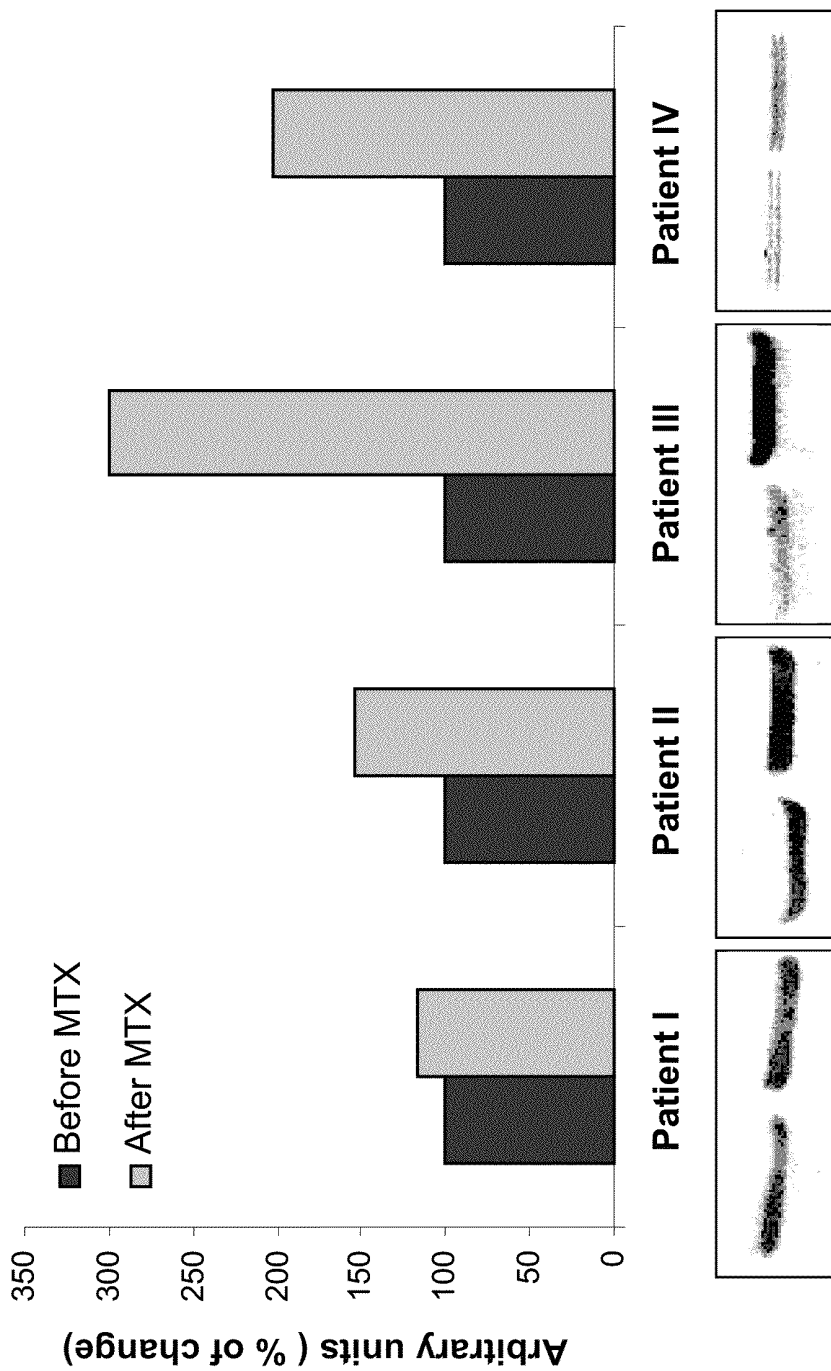 Arbitrary units ( % of change)
350
300
250
200
150
100
50
0
Before MTX
After MTX
Patient I
Patient II
Patient III
Patient IV